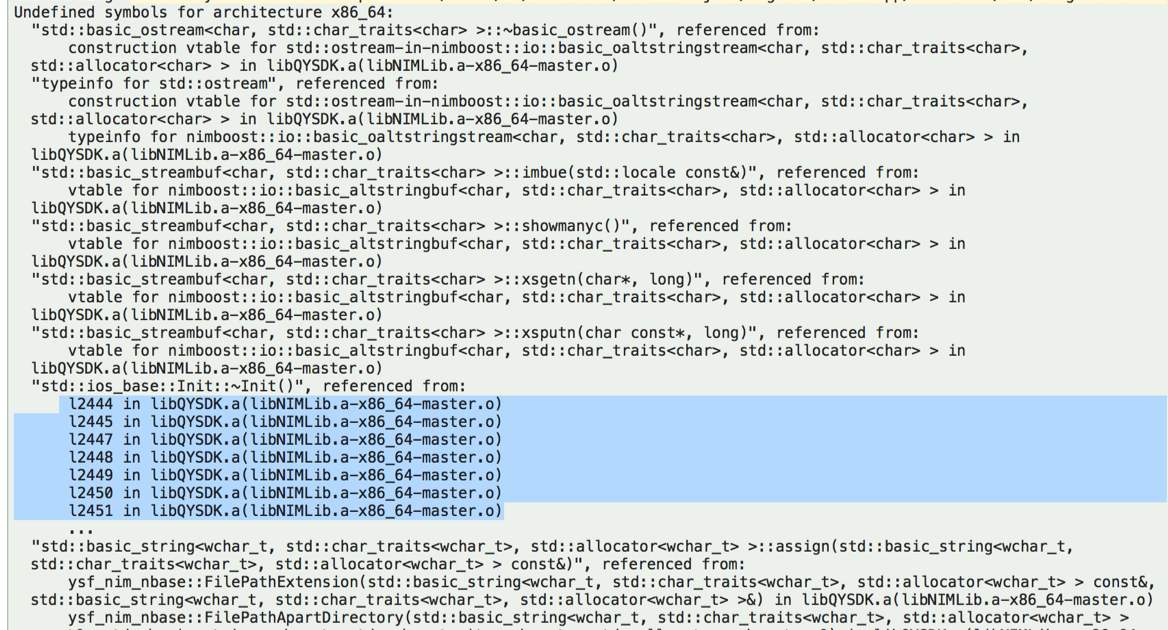 Undefined symbols for architecture x86_64:
"std::basic_ostream<char, std::char_traits<char> >::~basic_ostream()", referenced from:
construction vtable for std::ostream-in-nimboost::io::basic_oaltstringstream<char, std::char_traits<char>,
std::allocator<char> > in libQYSDK.a(libNIMLib.a-x86_64-master.o)
"typeinfo for std::ostream", referenced from:
construction vtable for std::ostream-in-nimboost::io::basic_oaltstringstream<char, std::char_traits<char>,
std::allocator<char> > in libQYSDK.a(libNIMLib.a-x86_64-master.o)
typeinfo for nimboost::io::basic_oaltstringstream<char, std::char_traits<char>, std::allocator<char> > in
libQYSDK.a(libNIMLib.a-x86_64-master.o)
"std::basic_streambuf<char, std::char_traits<char> >::imbue(std::locale const&)", referenced from:
vtable for nimboost::io::basic_altstringbuf<char, std::char_traits<char>, std::allocator<char> > in
libQYSDK.a(libNIMLib.a-x86_64-master.o)
"std::basic_streambuf<char, std::char_traits<char> >::showmanyc()", referenced from:
vtable for nimboost::io::basic_altstringbuf<char, std::char_traits<char>, std::allocator<char> > in
libQYSDK.a(libNIMLib.a-x86_64-master.o)
"std::basic_streambuf<char, std::char_traits<char> >::xsgetn(char*, long)", referenced from:
vtable for nimboost::io::basic_altstringbuf<char, std::char_traits<char>, std::allocator<char> > in
libQYSDK.a(libNIMLib.a-x86_64-master.o)
"std::basic_streambuf<char, std::char_traits<char> >::xsputn(char const*, long)", referenced from:
vtable for nimboost::io::basic_altstringbuf<char, std::char_traits<char>, std::allocator<char> > in
libQYSDK.a(libNIMLib.a-x86_64-master.o)
"std::ios_base::Init::~Init()", referenced from:
l2444 in libQYSDK.a(libNIMLib.a-x86_64-master.o)
l2445 in libQYSDK.a(libNIMLib.a-x86_64-master.o)
l2447 in libQYSDK.a(libNIMLib.a-x86_64-master.o)
l2448 in libQYSDK.a(libNIMLib.a-x86_64-master.o)
l2449 in libQYSDK.a(libNIMLib.a-x86_64-master.o)
l2450 in libQYSDK.a(libNIMLib.a-x86_64-master.o)
l2451 in libQYSDK.a(libNIMLib.a-x86_64-master.o)
...
"std::basic_string<wchar_t, std::char_traits<wchar_t>, std::allocator<wchar_t> >::assign(std::basic_string<wchar_t,
std::char_traits<wchar_t>, std::allocator<wchar_t> > const&)", referenced from:
ysf_nim_nbase::FilePathExtension(std::basic_string<wchar_t, std::char_traits<wchar_t>, std::allocator<wchar_t> > const&,
std::basic_string<wchar_t, std::char_traits<wchar_t>, std::allocator<wchar_t> >&) in libQYSDK.a(libNIMLib.a-x86_64-master.o)
ysf_nim_nbase::FilePathApartDirectory(std::basic_string<wchar_t, std::char_traits<wchar_t>, std::allocator<wchar_t> >